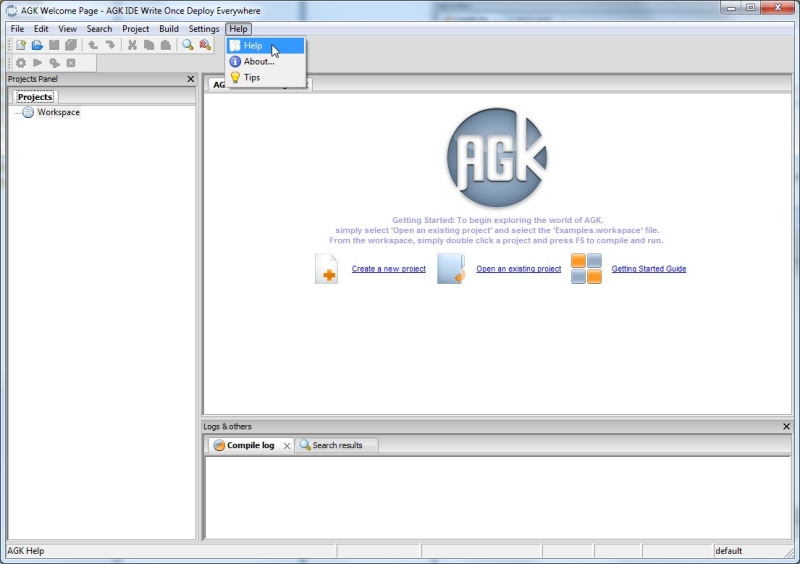 AGK Welcome Page - AGK IDE Write Once Deploy Everywhere
File Edit View Search Project Build Settings Help
Help
About...
Tips
Projects Panel
AG
Projects
Workspace
AGK
Getting Started: To begin exploring the world of AGK,
simply select 'Open an existing project' and select the 'Examples.workspace' file.
From the workspace, simply double click a project and press F5 to compile and run.
Create a new project Open an existing project Getting Started Guide
Logs & others
Compile log Search results
AGK Help default